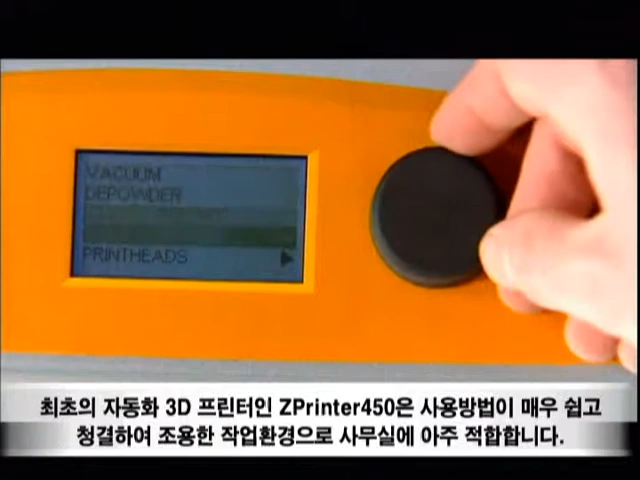 VACUUM
DEPOWDER
PRINTHEADS
최초의 자동화 3D 프린터인 ZPrinter450은 사용방법이 매우 쉽고
청결하여 조용한 작업환경으로 사무실에 아주 적합합니다.